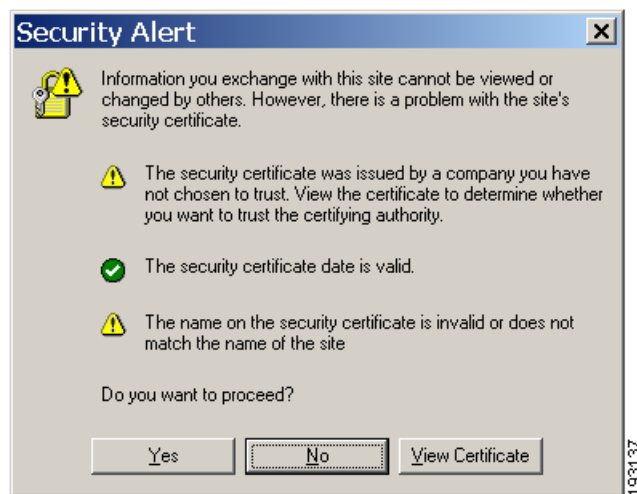 Security Alert
Information you exchange with this site cannot be viewed or
changed by others. However, there is a problem with the site's
security certificate.
The security certificate was issued by a company you have
not chosen to trust. View the certificate to determine whether
you want to trust the certifying authority.
The security certificate date is valid.
The name on the security certificate is invalid or does not
match the name of the site
Do you want to proceed?
Yes
No
View Certificate
193137